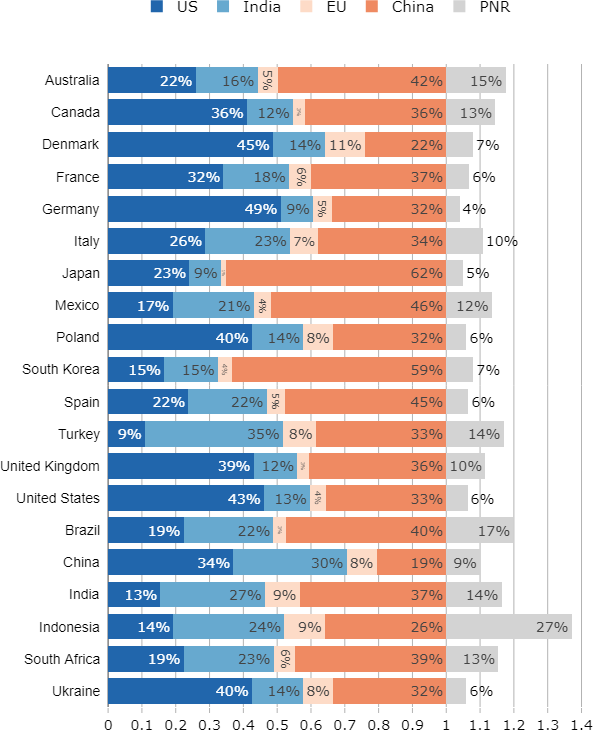 US India EU China PNR
Australia 22% 16% 5% 42% 15%
Canada 36% 12% 36% 13%
Denmark 45% 14% 11% 22% 7%
France 32% 18% 6% 37% 6%
Germany 49% 9% 5% 32% 4%
Italy 26% 23% 7% 34% 10%
Japan 23% 9% 62% 5%
Mexico 17% 21% 4% 46% 12%
Poland 40% 14% 8% 32% 6%
South Korea 15% 15% 4% 59% 7%
Spain 22% 22% 5% 45% 6%
Turkey 9% 35% 8% 33% 14%
United Kingdom 39% 12% 36% 10%
United States 43% 13% 4% 33% 6%
Brazil 19% 22% 40% 17%
China 34% 30% 8% 19% 9%
India 13% 27% 9% 37% 14%
Indonesia 14% 24% 9% 26% 27%
South Africa 19% 23% 6% 39% 13%
Ukraine 40% 14% 8% 32% 6%
0 0.1 0.2 0.3 0.4 0.5 0.6 0.7 0.8 0.9 1 1.1 1.2 1.3 1.4